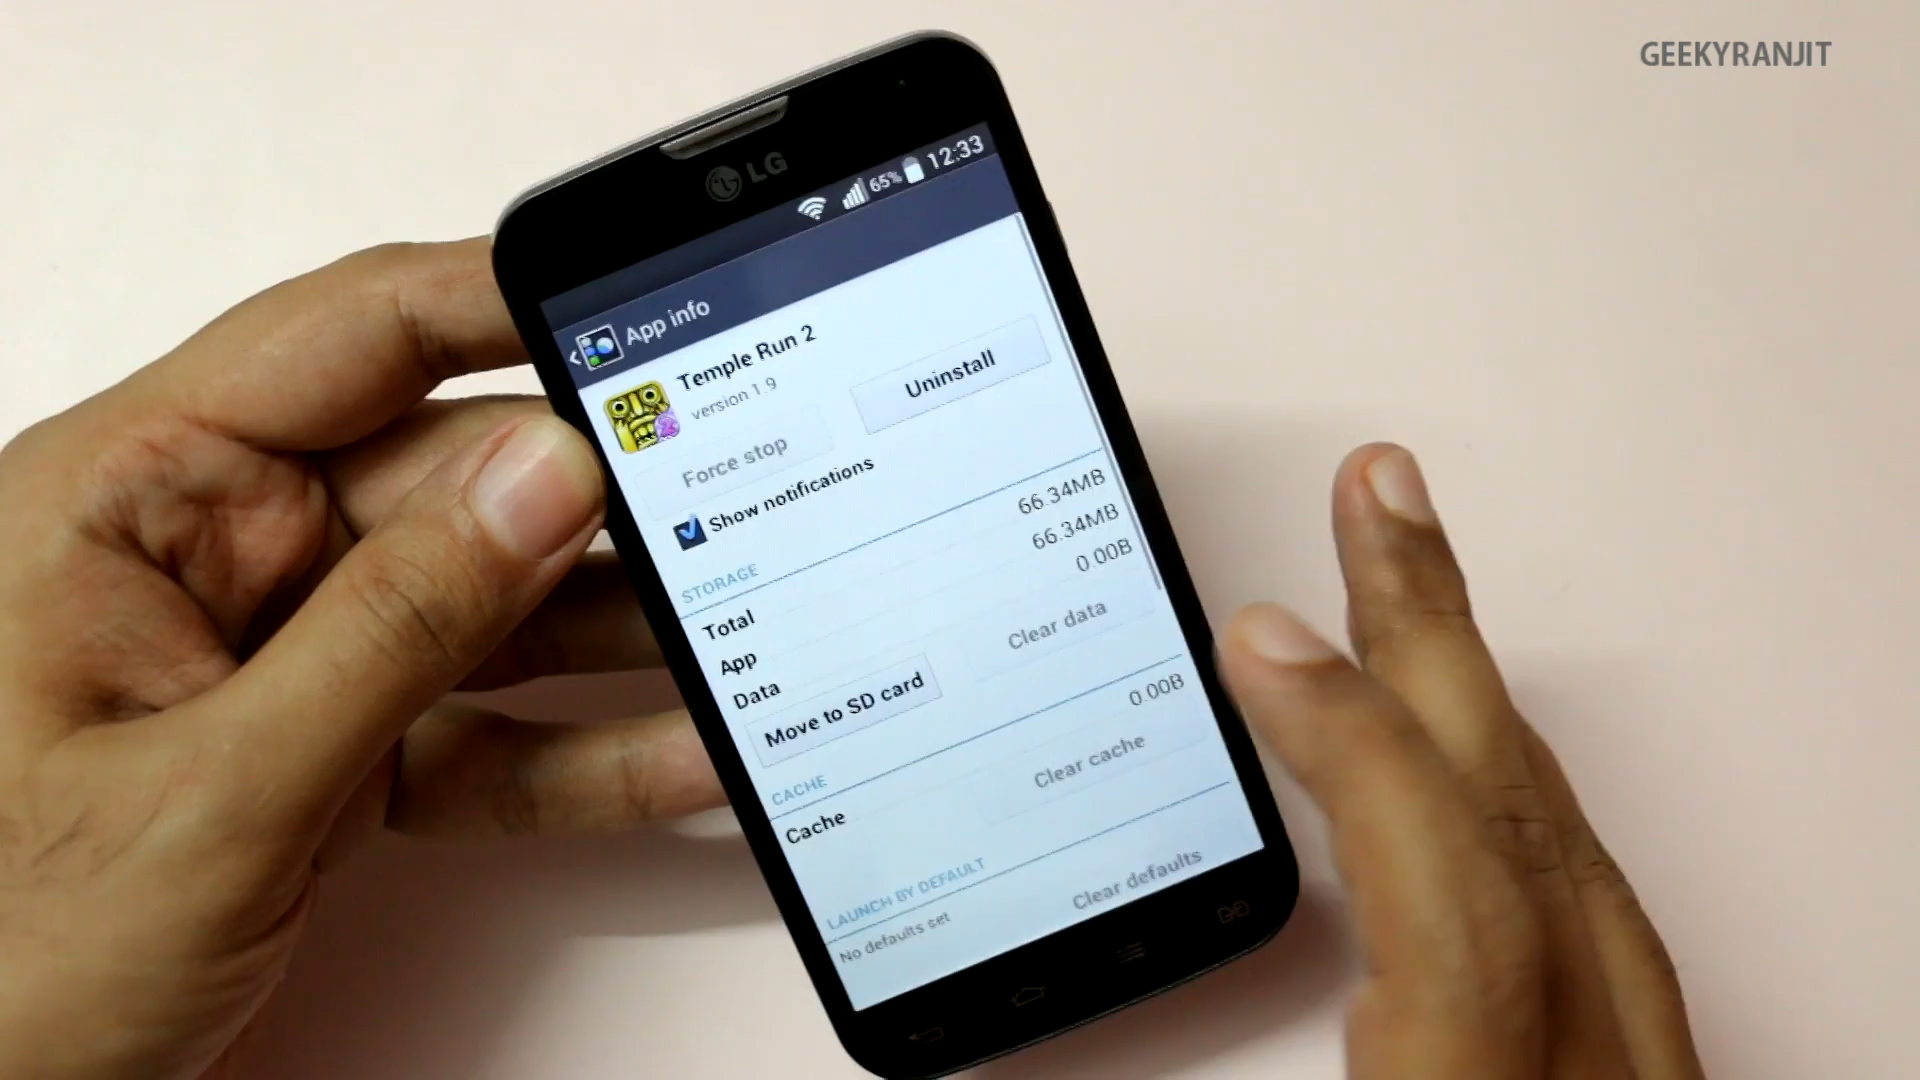 GEEKYRANJIT
LG
65% 12:33
App info
Temple Run 2
version 1.9
Force stop
Uninstall
Show notifications
STORAGE
Total 66.34MB
App 66.34MB
Data 0.00B
Move to SD card
Clear data
CACHE
Cache 0.00B
Clear cache
LAUNCH BY DEFAULT
No defaults set
Clear defaults